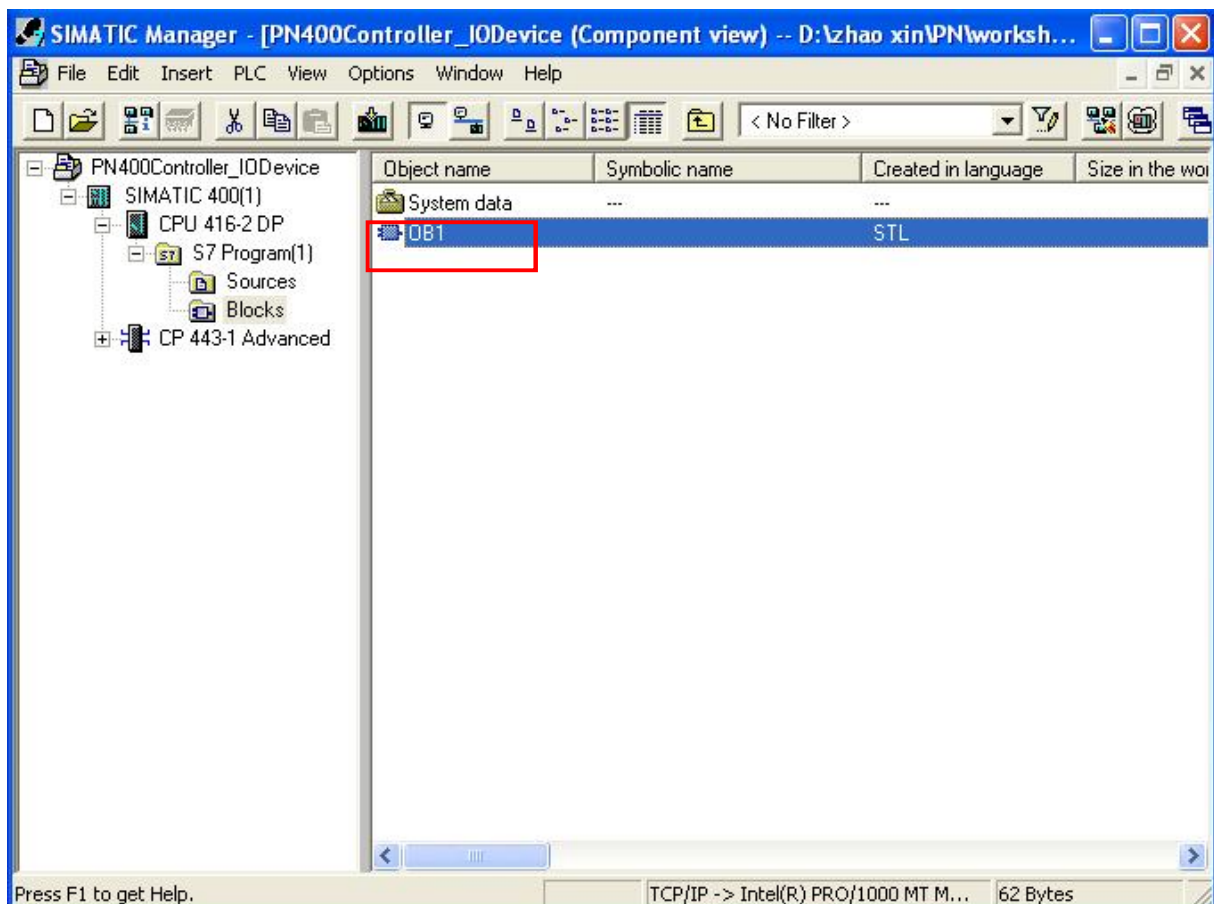 SIMATIC Manager - [PN400Controller_IODevice (Component view) -- D:\zhao xin\PN\worksh...
File Edit Insert PLC View Options Window Help
< No Filter >
PN400Controller_IODevice
SIMATIC 400(1)
CPU 416-2 DP
S7 Program(1)
Sources
Blocks
CP 443-1 Advanced
Object name Symbolic name Created in language Size in the wor
System data --- ---
OB1 STL
Press F1 to get Help. TCP/IP -> Intel(R) PRO/1000 MT M... 62 Bytes